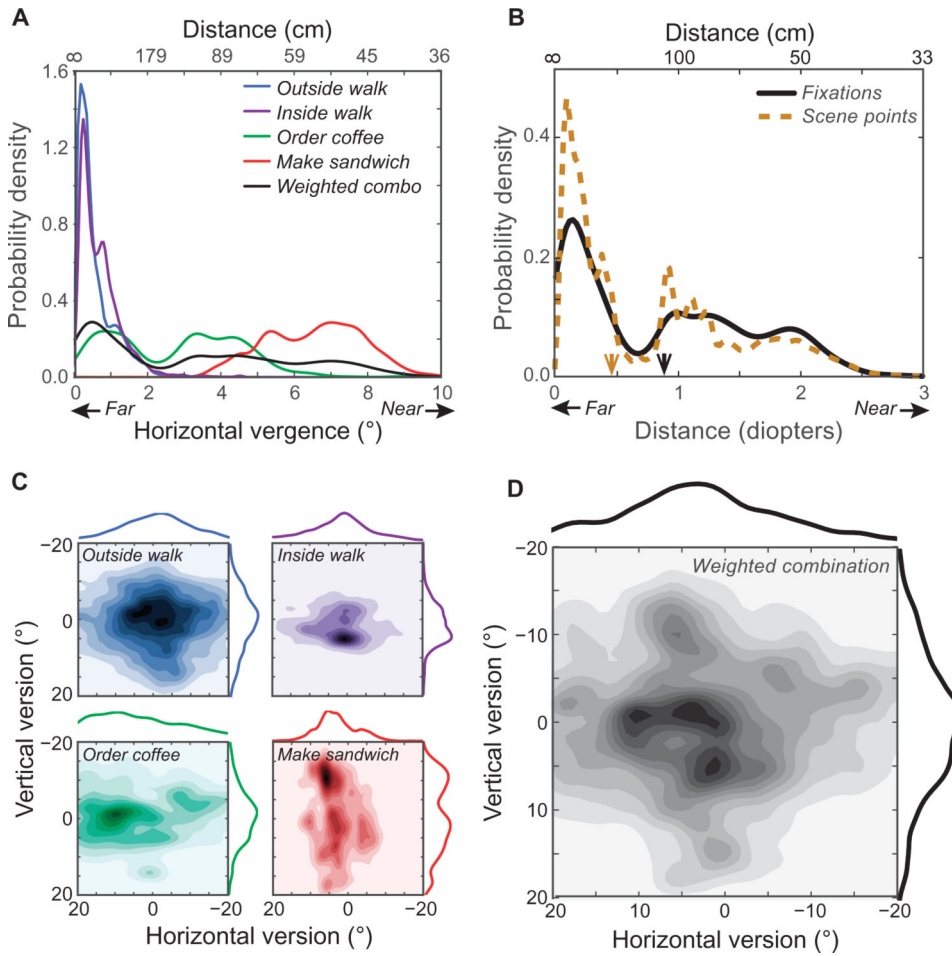 A
Distance (cm)
∞ 179 89 59 45 36
1.6
1.2
0.8
0.4
0.0
Probability density
Outside walk
Inside walk
Order coffee
Make sandwich
Weighted combo
0 2 4 6 8 10
Far Near
Horizontal vergence (°)
B
Distance (cm)
∞ 100 50 33
0.4
0.2
0.0
Probability density
Fixations
Scene points
0 1 2 3
Far Near
Distance (diopters)
C
−20
0
20
Vertical version (°)
Outside walk
Inside walk
−20
0
20
Order coffee
Make sandwich
20 0 −20 20 0 −20
Horizontal version (°)
D
−20
−10
0
10
20
Vertical version (°)
Weighted combination
20 10 0 −10 −20
Horizontal version (°)